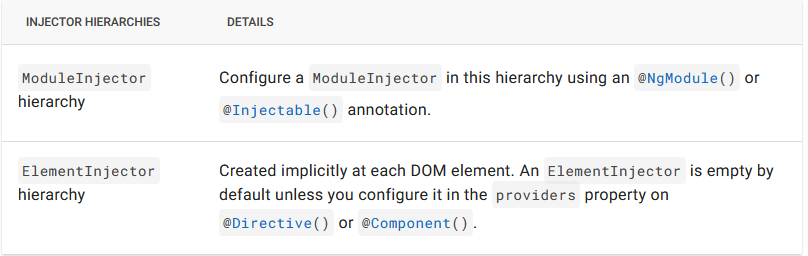 INJECTOR HIERARCHIES DETAILS
ModuleInjector hierarchy
Configure a ModuleInjector in this hierarchy using an @NgModule() or
@Injectable() annotation.
ElementInjector hierarchy
Created implicitly at each DOM element. An ElementInjector is empty by
default unless you configure it in the providers property on
@Directive() or @Component().